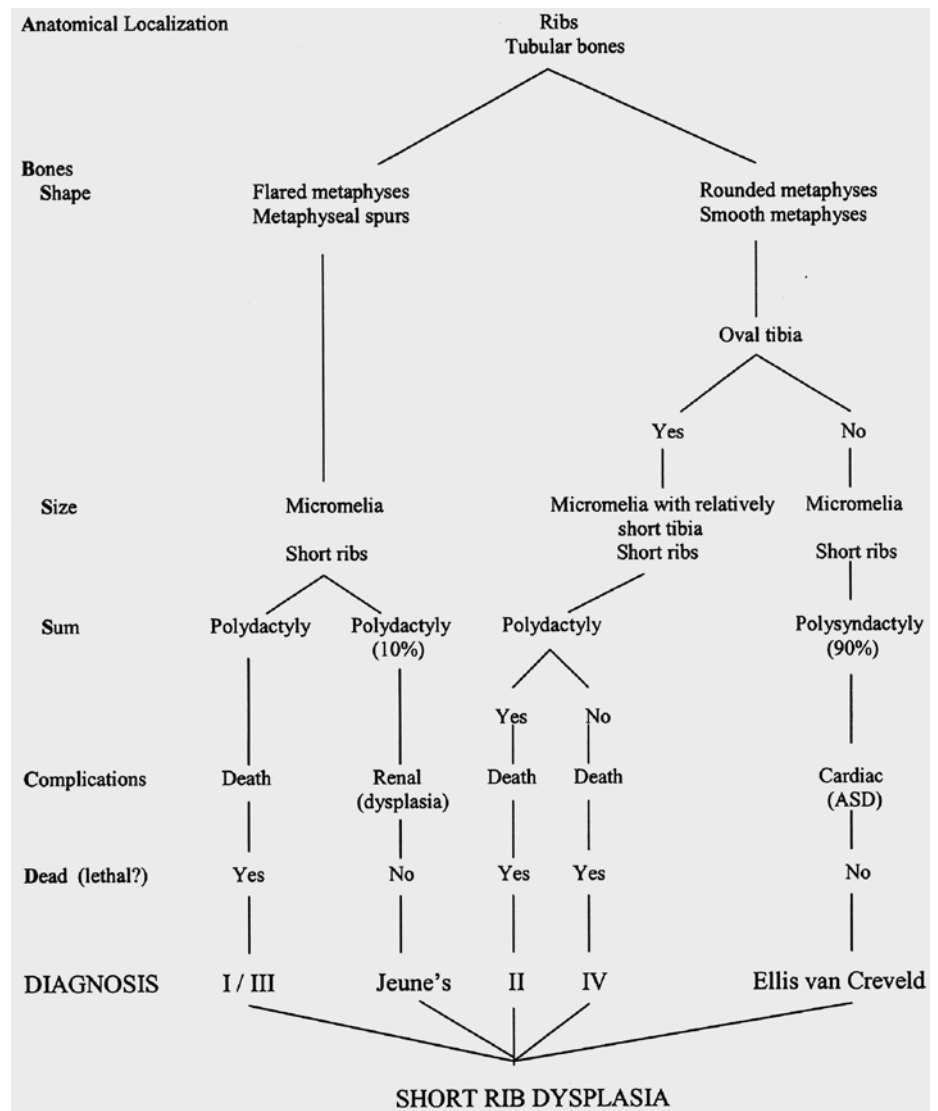 Anatomical Localization
Ribs
Tubular bones
Bones
Shape
Flared metaphyses
Metaphyseal spurs
Rounded metaphyses
Smooth metaphyses
Oval tibia
Yes
No
Size
Micromelia
Micromelia with relatively
short tibia
Micromelia
Short ribs
Short ribs
Short ribs
Sum
Polydactyly
Polydactyly
(10%)
Polydactyly
Polysyndactyly
(90%)
Yes
No
Complications
Death
Renal
(dysplasia)
Death
Death
Cardiac
(ASD)
Dead (lethal?)
Yes
No
Yes
Yes
No
DIAGNOSIS
I / III
Jeune's
II
IV
Ellis van Creveld
SHORT RIB DYSPLASIA